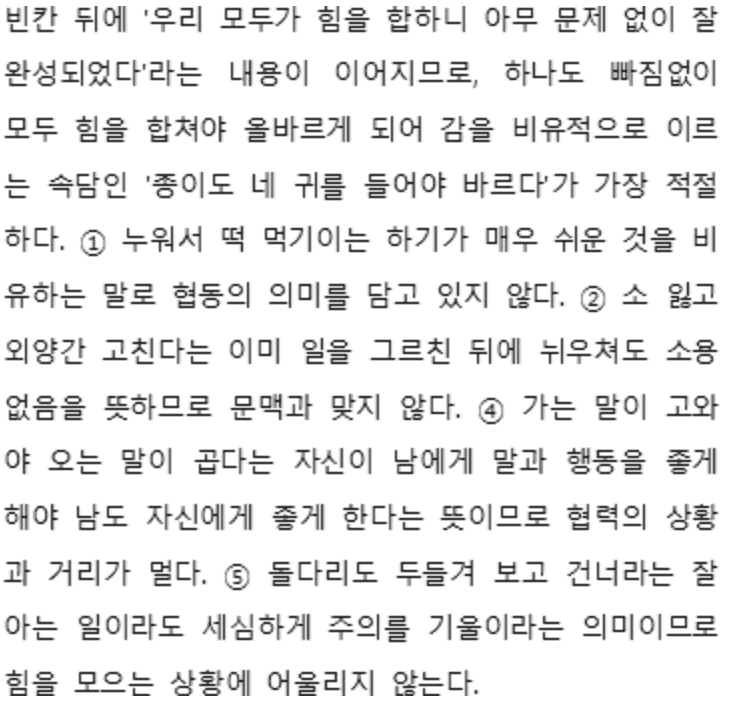 빈칸 뒤에 '우리 모두가 힘을 합하니 아무 문제 없이 잘
완성되었다'라는 내용이 이어지므로, 하나도 빠짐없이
모두 힘을 합쳐야 올바르게 되어 감을 비유적으로 이르
는 속담인 '종이도 네 귀를 들어야 바르다'가 가장 적절
하다. ① 누워서 떡 먹기이는 하기가 매우 쉬운 것을 비
유하는 말로 협동의 의미를 담고 있지 않다. ② 소 잃고
외양간 고친다는 이미 일을 그르친 뒤에 뉘우쳐도 소용
없음을 뜻하므로 문맥과 맞지 않다. ④ 가는 말이 고와
야 오는 말이 곱다는 자신이 남에게 말과 행동을 좋게
해야 남도 자신에게 좋게 한다는 뜻이므로 협력의 상황
과 거리가 멀다. ⑤ 돌다리도 두들겨 보고 건너라는 잘
아는 일이라도 세심하게 주의를 기울이라는 의미이므로
힘을 모으는 상황에 어울리지 않는다.